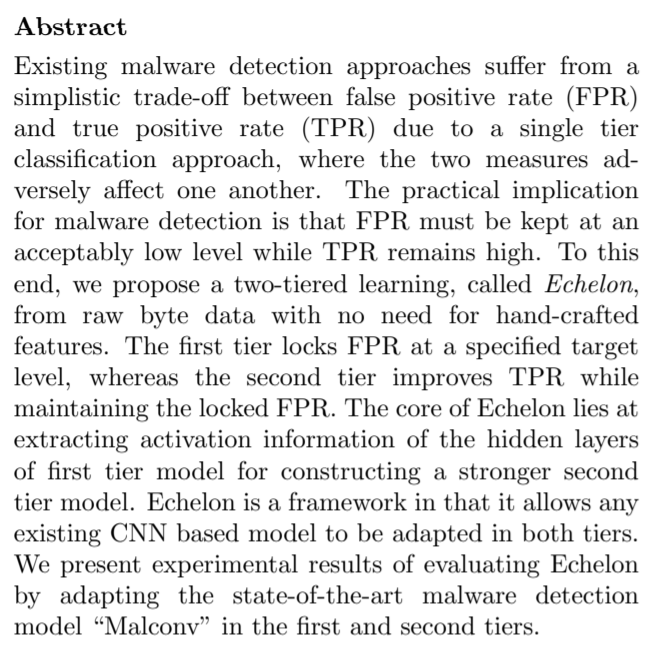 Abstract
Existing malware detection approaches suffer from a
simplistic trade-off between false positive rate (FPR)
and true positive rate (TPR) due to a single tier
classification approach, where the two measures ad-
versely affect one another. The practical implication
for malware detection is that FPR must be kept at an
acceptably low level while TPR remains high. To this
end, we propose a two-tiered learning, called Echelon,
from raw byte data with no need for hand-crafted
features. The first tier locks FPR at a specified target
level, whereas the second tier improves TPR while
maintaining the locked FPR. The core of Echelon lies at
extracting activation information of the hidden layers
of first tier model for constructing a stronger second
tier model. Echelon is a framework in that it allows any
existing CNN based model to be adapted in both tiers.
We present experimental results of evaluating Echelon
by adapting the state-of-the-art malware detection
model “Malconv” in the first and second tiers.